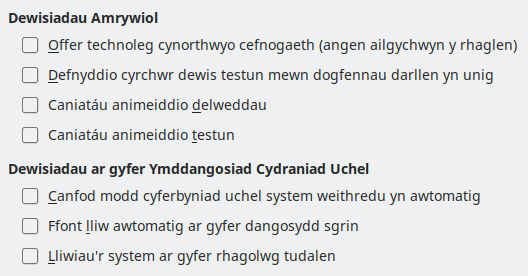 Dewisiadau Amrywiol
Offer technoleg cynorthwyo cefnogaeth (angen ailgychwyn y rhaglen)
Defnyddio cyrchwr dewis testun mewn dogfennau darllen yn unig
Caniatáu animeiddio delweddau
Caniatáu animeiddio testun
Dewisiadau ar gyfer Ymddangosiad Cydraniad Uchel
Canfod modd cyferbyniad uchel system weithredu yn awtomatig
Ffont lliw awtomatig ar gyfer dangosydd sgrin
Lliwiau'r system ar gyfer rhagolwg tudalen